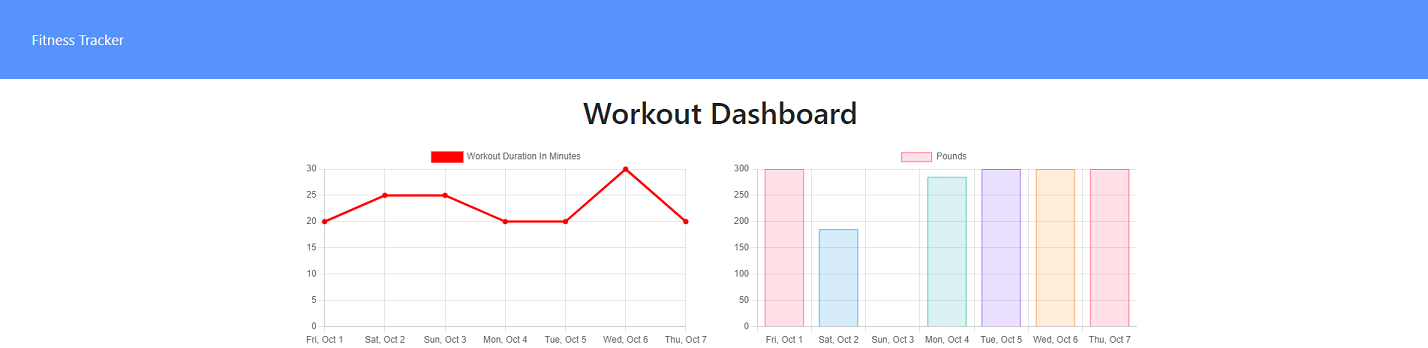 Fitness Tracker
Workout Dashboard
Workout Duration In Minutes
30
25
20
15
10
5
0
Fri, Oct 1 Sat, Oct 2 Sun, Oct 3 Mon, Oct 4 Tue, Oct 5 Wed, Oct 6 Thu, Oct 7
Pounds
300
250
200
150
100
50
0
Fri, Oct 1 Sat, Oct 2 Sun, Oct 3 Mon, Oct 4 Tue, Oct 5 Wed, Oct 6 Thu, Oct 7